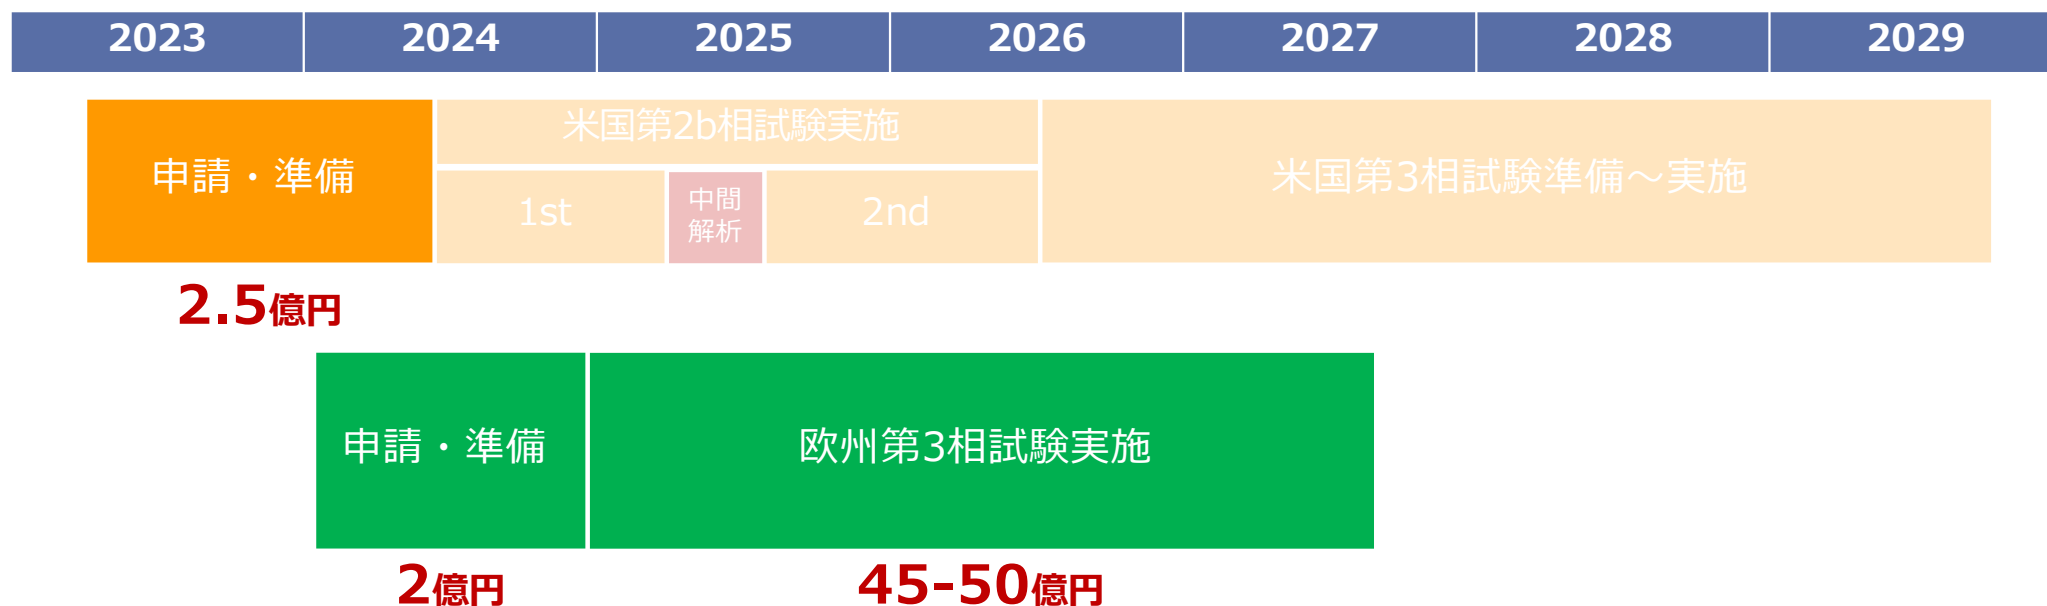 2023 2024 2025 2026 2027 2028 2029
米国第2b相試験実施
申請・準備
米国第3相試験準備～実施
1st
中間
解析
2nd
2.5億円
申請・準備
欧州第3相試験実施
2億円
45-50億円